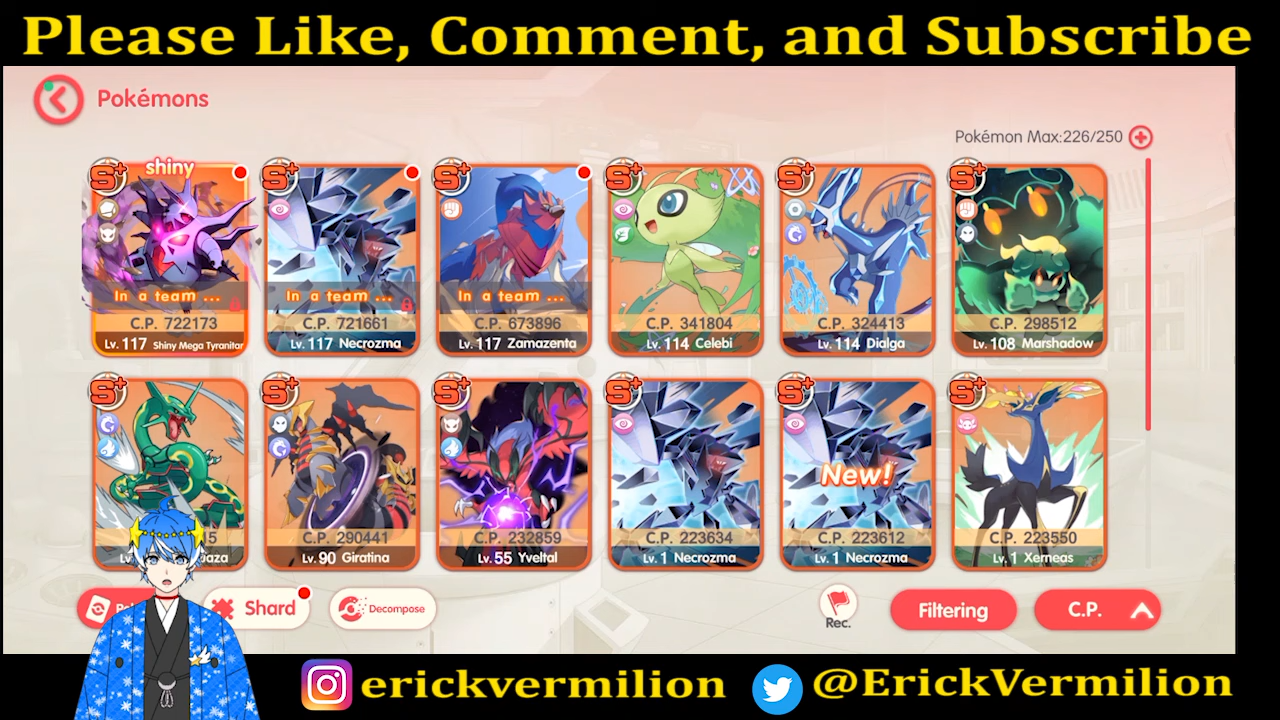 Please Like, Comment, and Subscribe
Pokémons
Pokémon Max:226/250
S+ shiny S+ S+ S+ S+ S+
In a team ... In a team ... In a team ...
C.P. 722173 C.P. 721661 C.P. 673896 C.P. 341804 C.P. 324413 C.P. 298512
Lv. 117 Shiny Mega Tyranitar Lv. 117 Necrozma Lv. 117 Zamazenta Lv. 114 Celebi Lv. 114 Dialga Lv. 108 Marshadow
S+ S+ S+ S+ S+ S+
New!
C.P. 290441 C.P. 232859 C.P. 223634 C.P. 223612 C.P. 223550
Lv. 90 Giratina Lv. 55 Yveltal Lv. 1 Necrozma Lv. 1 Necrozma Lv. 1 Xerneas
Shard Decompose Rec. Filtering C.P.
erickvermilion @ErickVermilion